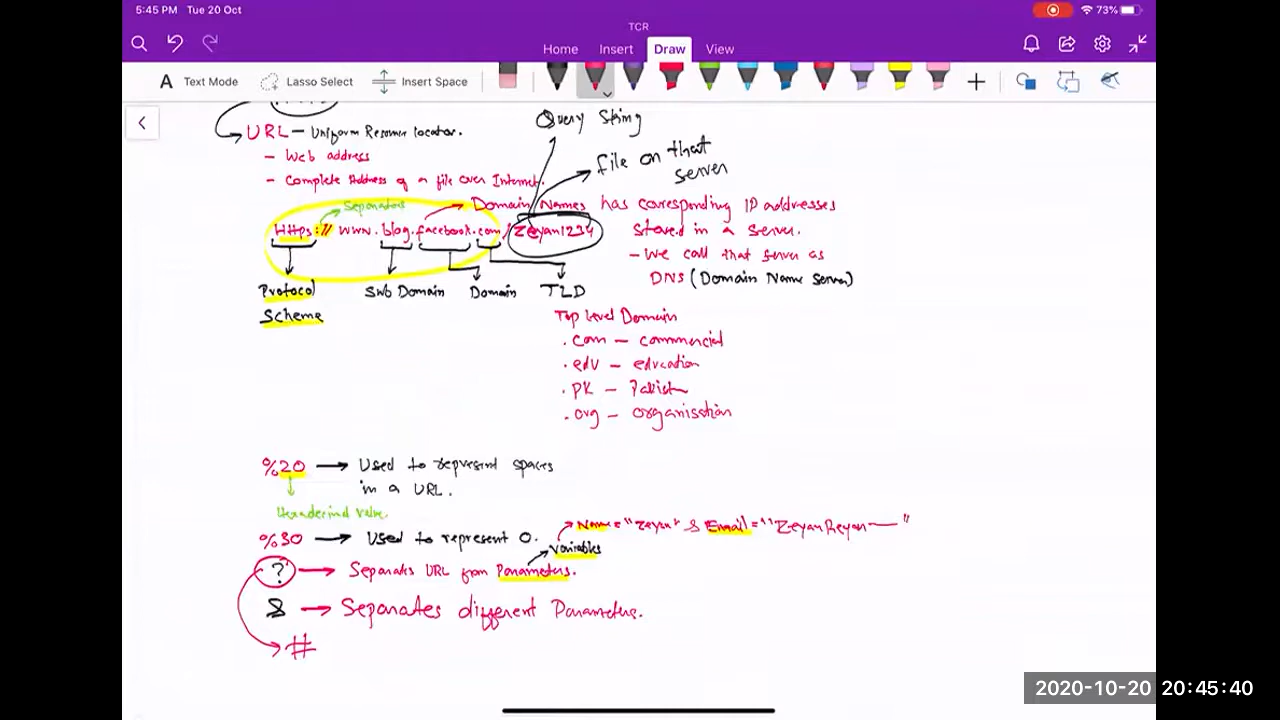 5:45 PM Tue 20 Oct
73%
TCR
Home Insert Draw View
A Text Mode Lasso Select Insert Space
Query String
URL – Uniform Resource locator.
– Web address
file on that
server
– Complete Address of a file over Internet.
Separators
Domain Names has corresponding IP addresses
HTTPs:// www.blog.facebook.com/Zeyan1234
stored in a server.
– We call that server as
DNS (Domain Name Server)
Protocol
Sub Domain
Domain
TLD
Scheme
Top Level Domain
.com – commercial
.edu – education
.PK –
.org – organisation
%20 → Used to represent spaces
in a URL.
Hexadecimal value.
Name="Zeyan" & Email="ZeyanReyan—"
%30 → Used to represent 0.
variables
? → Separates URL from Parameters.
& → Separates different Parameters.
#
2020-10-20 20:45:40